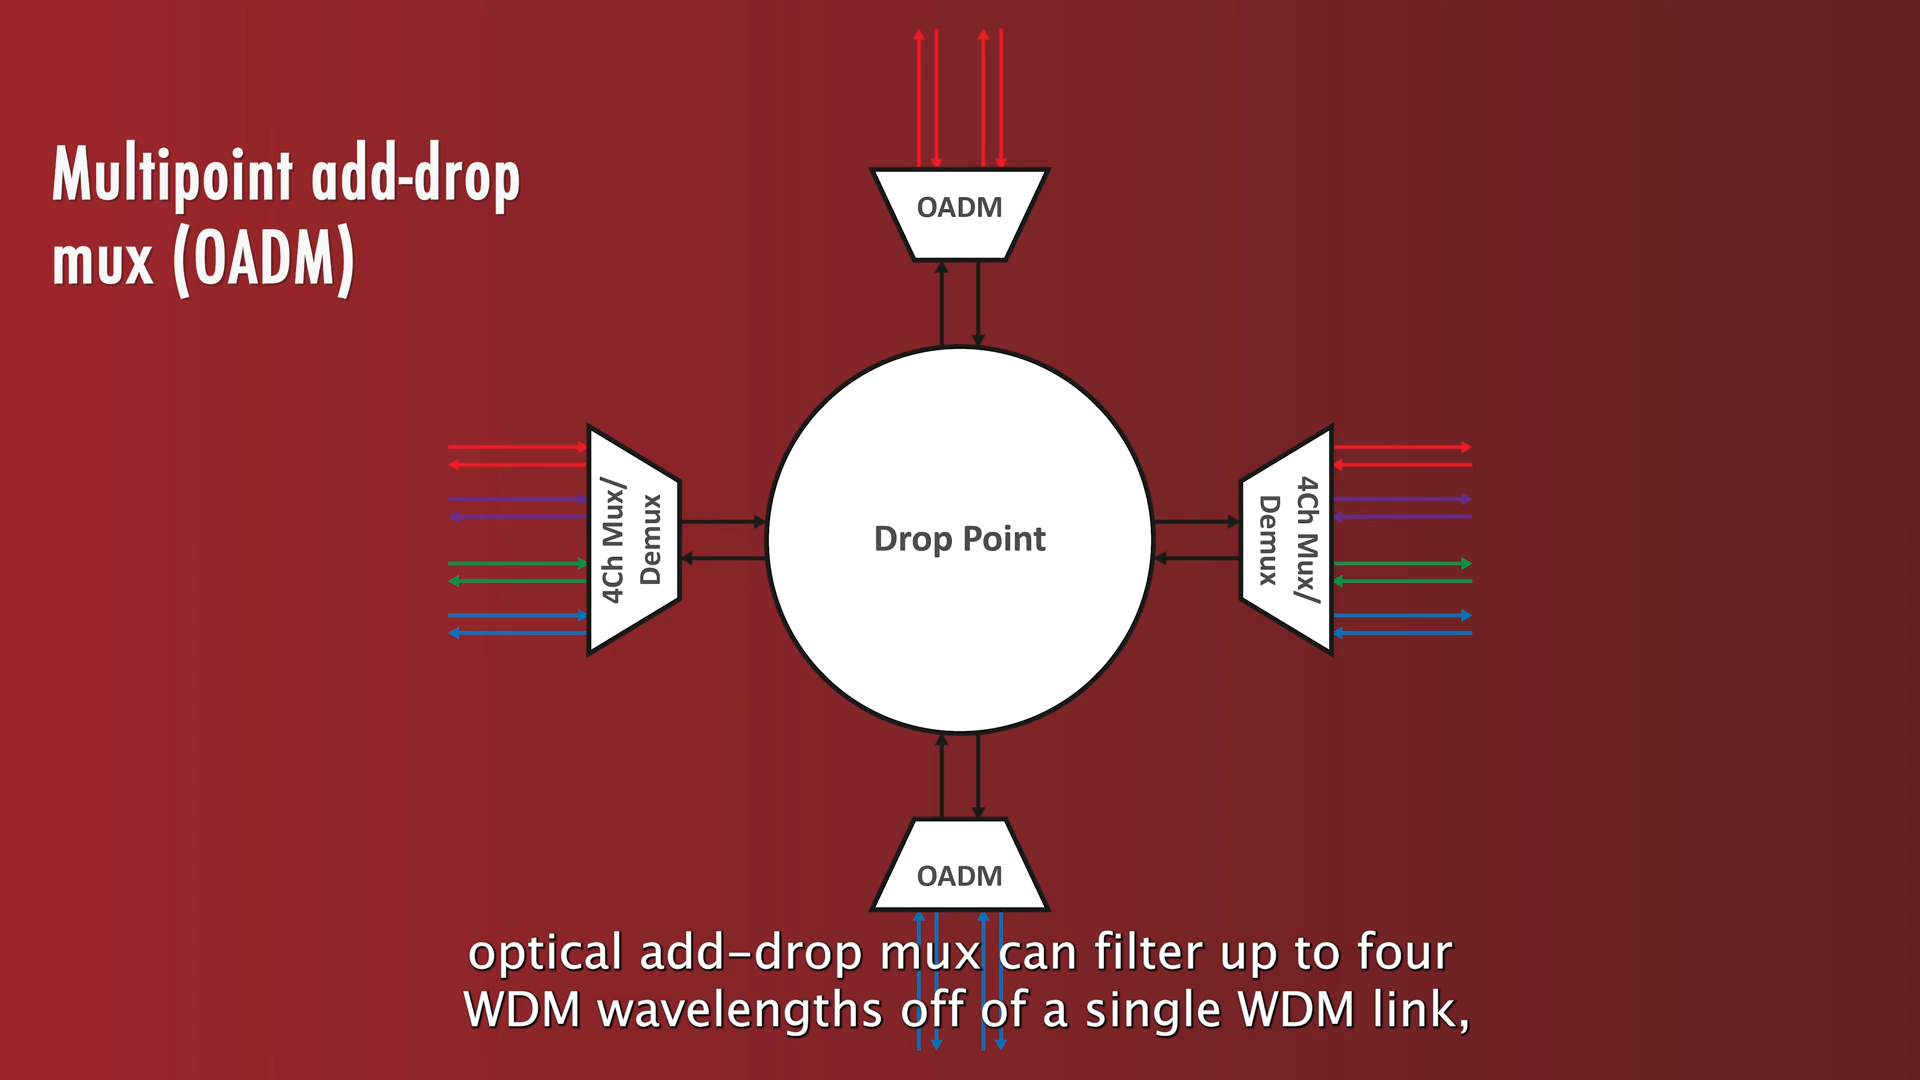 Multipoint add-drop
mux (OADM)
OADM
4Ch Mux/
Demux
Drop Point
4Ch Mux/
Demux
OADM
optical add-drop mux can filter up to four
WDM wavelengths off of a single WDM link,